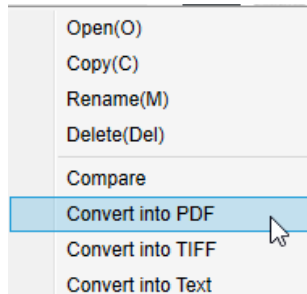 Open(O)
Copy(C)
Rename(M)
Delete(Del)
Compare
Convert into PDF
Convert into TIFF
Convert into Text